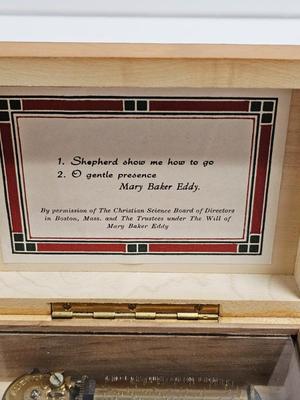 1. Shepherd show me how to go
2. O gentle presence
Mary Baker Eddy.
By permission of The Christian Science Board of Directors
in Boston, Mass. and The Trustees under The Will of
Mary Baker Eddy